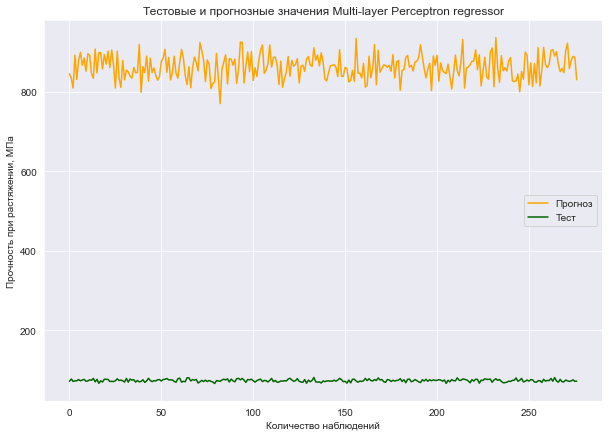 Тестовые и прогнозные значения Multi-layer Perceptron regressor
Прочность при растяжении, МПа
800
600
400
200
Прогноз
Тест
0
50
100
150
200
250
Количество наблюдений